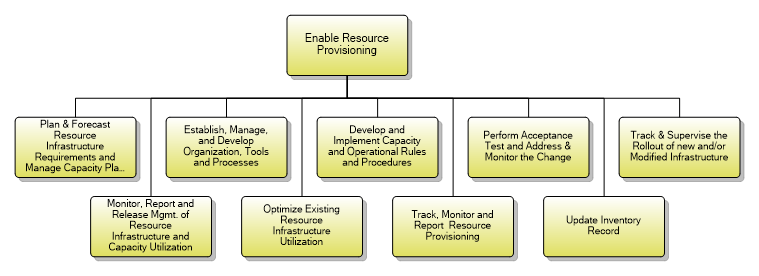 Enable Resource
Provisioning
Plan & Forecast
Resource
Infrastructure
Requirements and
Manage Capacity Pla...
Establish, Manage,
and Develop
Organization, Tools
and Processes
Develop and
Implement Capacity
and Operational Rules
and Procedures
Perform Acceptance
Test and Address &
Monitor the Change
Track & Supervise the
Rollout of new and/or
Modified Infrastructure
Monitor, Report and
Release Mgmt. of
Resource
Infrastructure and
Capacity Utilization
Optimize Existing
Resource
Infrastructure
Utilization
Track, Monitor and
Report Resource
Provisioning
Update Inventory
Record